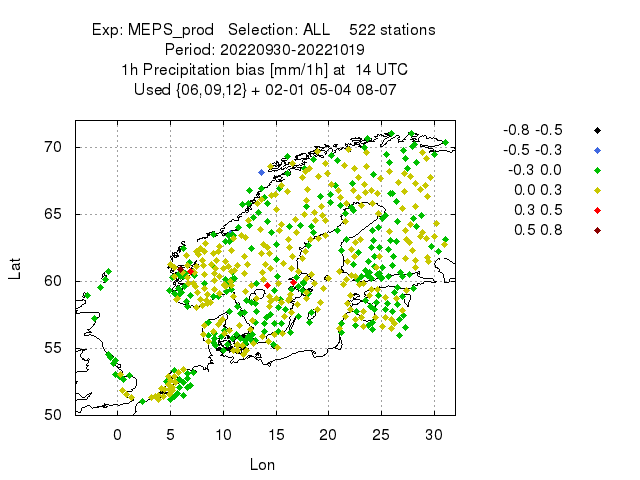 Exp: MEPS_prod   Selection: ALL    522 stations
Period: 20220930-20221019
1h Precipitation bias [mm/1h] at  14 UTC
Used {06,09,12} + 02-01 05-04 08-07
-0.8 -0.5
-0.5 -0.3
-0.3 0.0
0.0 0.3
0.3 0.5
0.5 0.8
70
65
60
55
50
Lat
0 5 10 15 20 25 30
Lon